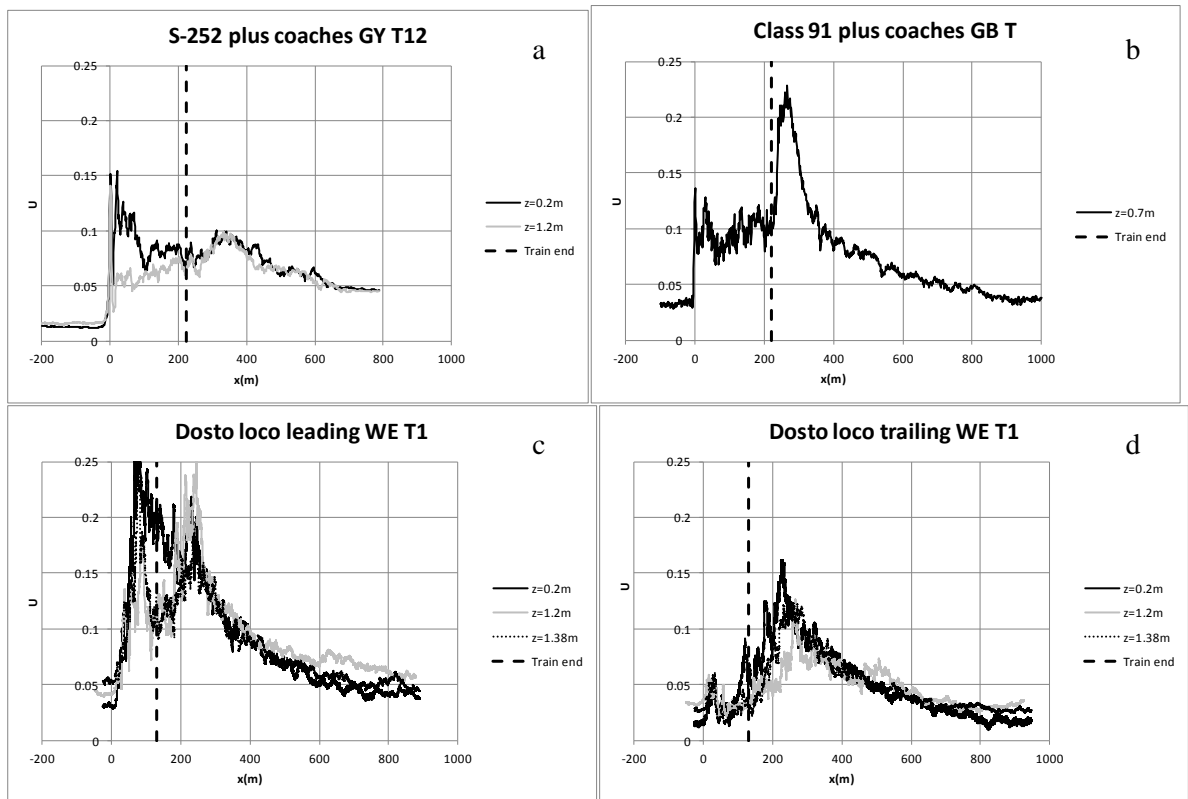 S-252 plus coaches GY T12
a
0.25
0.2
0.15
0.1
0.05
0
U
-200 0 200 400 600 800 1000
x(m)
z=0.2m
z=1.2m
Train end
Class 91 plus coaches GB T
b
0.25
0.2
0.15
0.1
0.05
0
U
-200 0 200 400 600 800 1000
x(m)
z=0.7m
Train end
Dosto loco leading WE T1
c
0.25
0.2
0.15
0.1
0.05
0
U
-200 0 200 400 600 800 1000
x(m)
z=0.2m
z=1.2m
z=1.38m
Train end
Dosto loco trailing WE T1
d
0.25
0.2
0.15
0.1
0.05
0
U
-200 0 200 400 600 800 1000
x(m)
z=0.2m
z=1.2m
z=1.38m
Train end